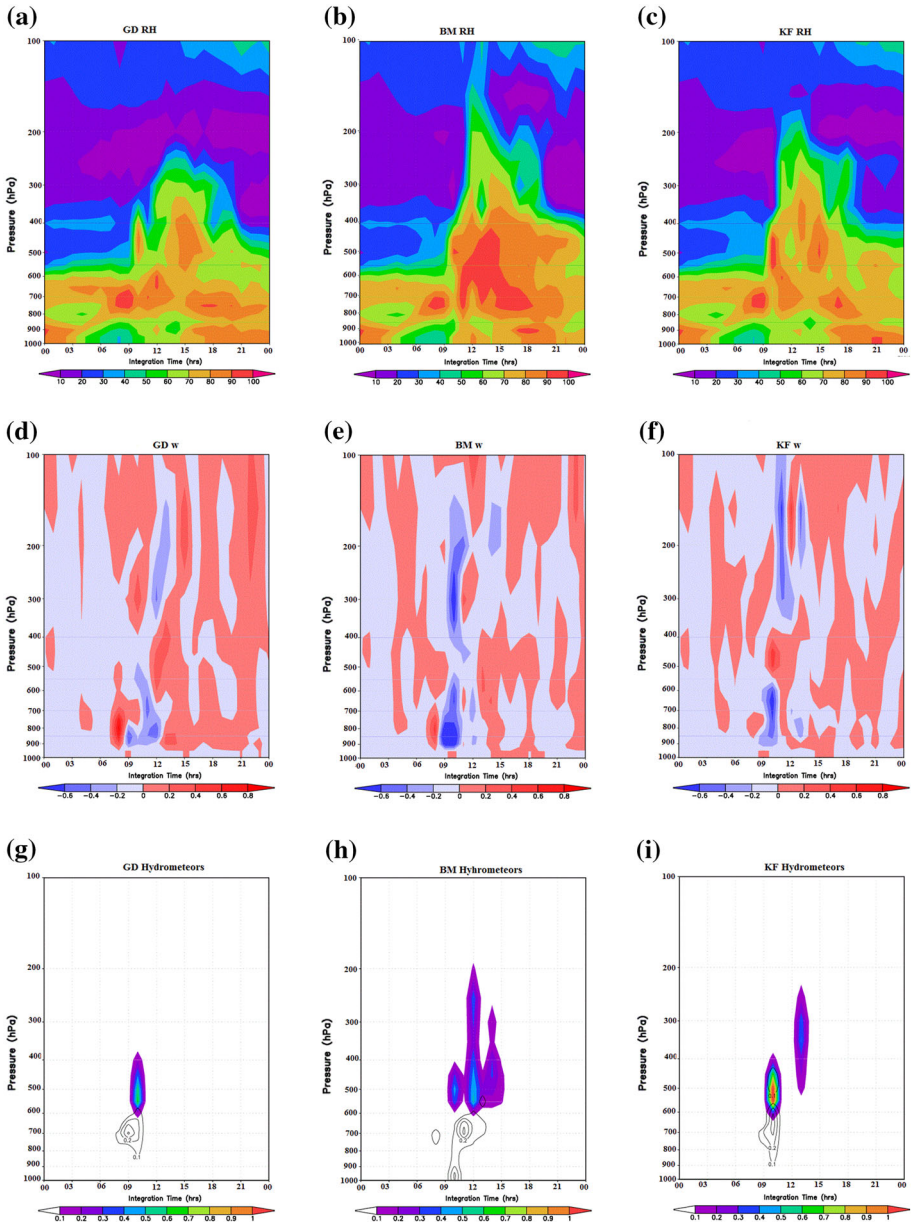 (a) (b) (c)
GD RH BM RH KF RH
100 100 100
200 200 200
300 300 300
400 400 400
500 500 500
600 600 600
700 700 700
800 800 800
900 900 900
1000 1000 1000
Pressure (hPa) Pressure (hPa) Pressure (hPa)
00 03 06 09 12 15 18 21 00 00 03 06 09 12 15 18 21 00 00 03 06 09 12 15 18 21 00
Integration Time (hrs) Integration Time (hrs) Integration Time (hrs)
10 20 30 40 50 60 70 80 90 100 10 20 30 40 50 60 70 80 90 100 10 20 30 40 50 60 70 80 90 100
(d) (e) (f)
GD w BM w KF w
100 100 100
200 200 200
300 300 300
400 400 400
500 500 500
600 600 600
700 700 700
800 800 800
900 900 900
1000 1000 1000
Pressure (hPa) Pressure (hPa) Pressure (hPa)
00 03 06 09 12 15 18 21 00 00 03 06 09 12 15 18 21 00 00 03 06 09 12 15 18 21 00
Integration Time (hrs) Integration Time (hrs) Integration Time (hrs)
−0.6 −0.4 −0.2 0 0.2 0.4 0.6 0.8 −0.6 −0.4 −0.2 0 0.2 0.4 0.6 0.8 −0.6 −0.4 −0.2 0 0.2 0.4 0.6 0.8
(g) (h) (i)
GD Hydrometeors BM Hyhrometeors KF Hydrometeors
100 100 100
200 200 200
300 300 300
400 400 400
500 500 500
600 600 600
700 700 700
800 800 800
900 900 900
1000 1000 1000
Pressure (hPa) Pressure (hPa) Pressure (hPa)
0.2 0.2 0.2
0.1 0.1
00 03 06 09 12 15 18 21 00 00 03 06 09 12 15 18 21 00 00 03 06 09 12 15 18 21 00
Integration Time (hrs) Integration Time (hrs) Integration Time (hrs)
0.1 0.2 0.3 0.4 0.5 0.6 0.7 0.8 0.9 1 0.1 0.2 0.3 0.4 0.5 0.6 0.7 0.8 0.9 1 0.1 0.2 0.3 0.4 0.5 0.6 0.7 0.8 0.9 1